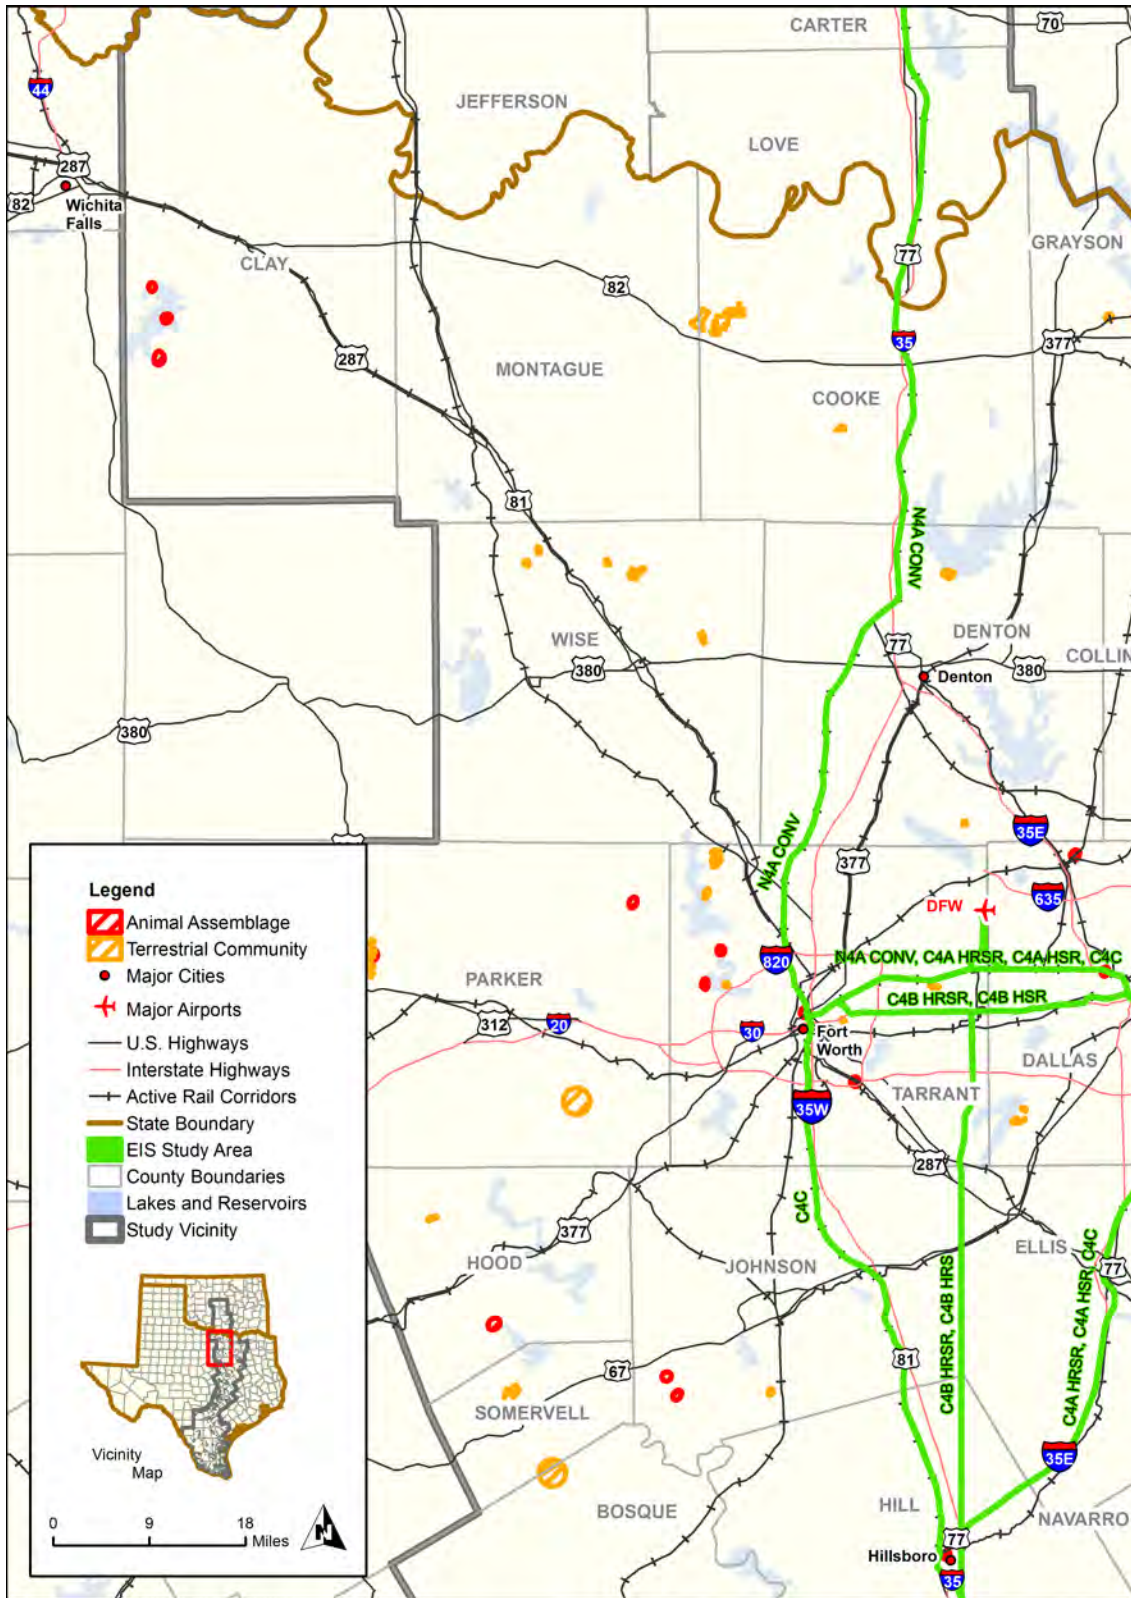 CARTER
70
44
JEFFERSON
LOVE
287
82
Wichita
Falls
CLAY
77
GRAYSON
82
35
377
287
MONTAGUE
COOKE
81
N4A CONV
WISE
77
DENTON
380
COLLIN
380
Denton
380
35E
N4A CONV
377
635
DFW
820
N4A CONV, C4A HRSR, C4A HSR, C4C
PARKER
C4B HRSR, C4B HSR
312
20
30
Fort
Worth
DALLAS
TARRANT
35W
287
C4C
377
HOOD
JOHNSON
ELLIS
77
C4B HRSR, C4B HRS
C4A HRSR, C4A HSR, C4C
81
67
SOMERVELL
35E
BOSQUE
HILL
NAVARRO
77
Hillsboro
35
Legend
Animal Assemblage
Terrestrial Community
Major Cities
Major Airports
U.S. Highways
Interstate Highways
Active Rail Corridors
State Boundary
EIS Study Area
County Boundaries
Lakes and Reservoirs
Study Vicinity
Vicinity
Map
0 9 18
Miles
N